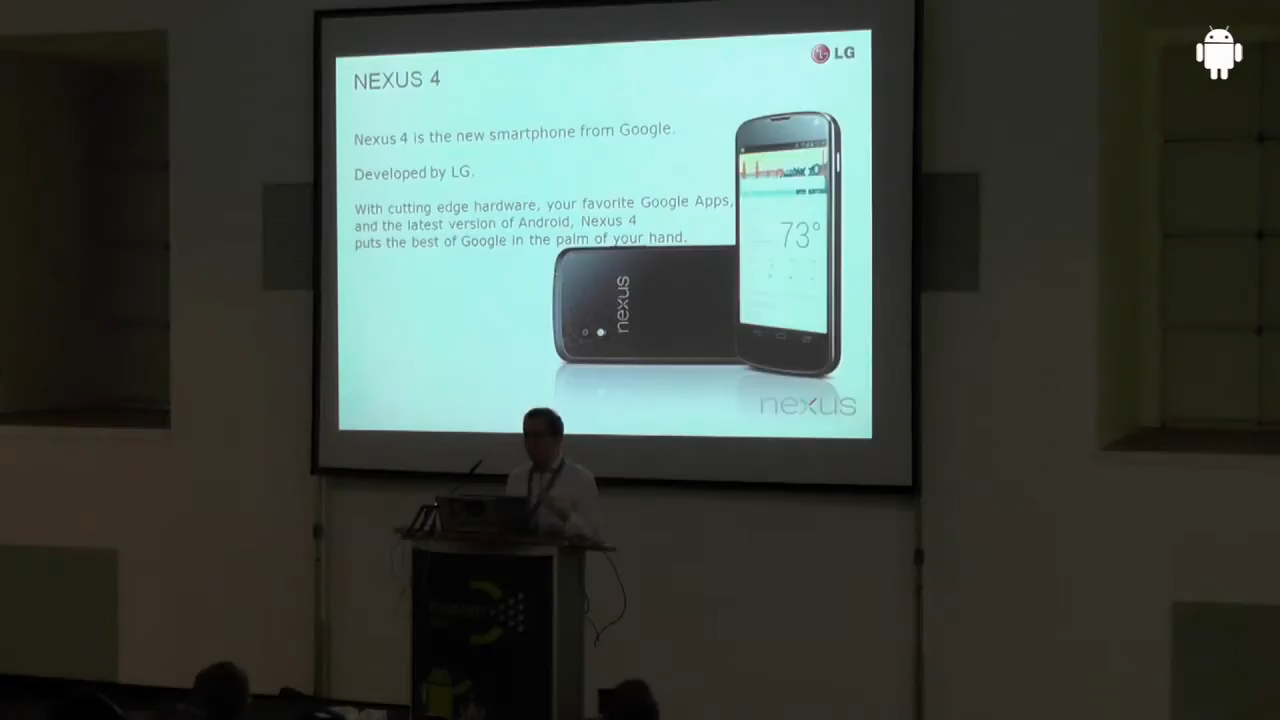 LG
NEXUS 4
Nexus 4 is the new smartphone from Google.
Developed by LG.
With cutting edge hardware, your favorite Google Apps,
and the latest version of Android, Nexus 4
puts the best of Google in the palm of your hand.
73°
nexus
nexus